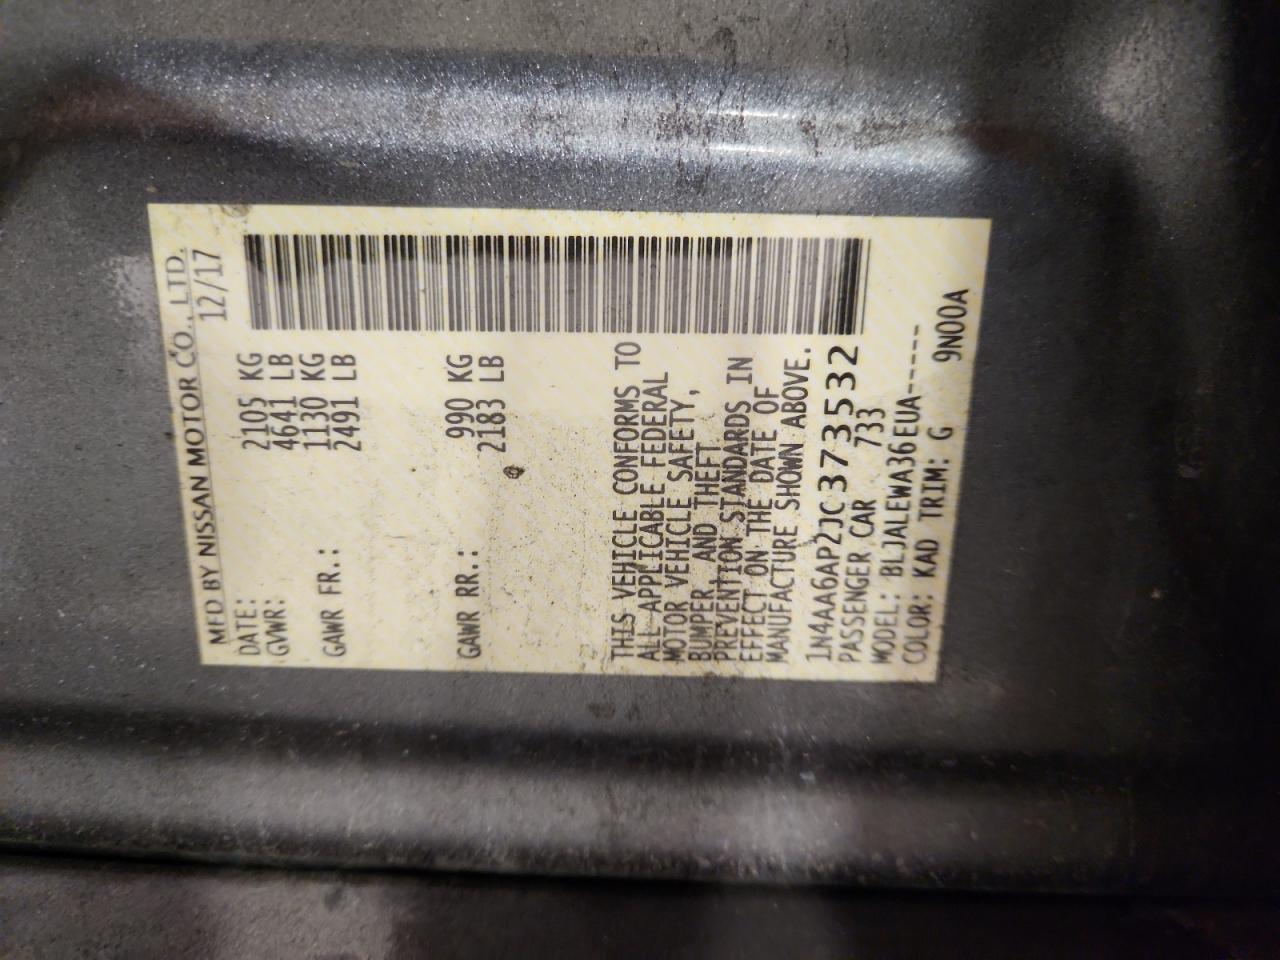 MFD BY NISSAN MOTOR CO., LTD.
DATE: 12/17
GVWR: 2105 KG
4641 LB
GAWR FR.: 1130 KG
2491 LB
GAWR RR.: 990 KG
2183 LB
THIS VEHICLE CONFORMS TO
ALL APPLICABLE FEDERAL
MOTOR VEHICLE SAFETY,
BUMPER AND THEFT
PREVENTION STANDARDS IN
EFFECT ON THE DATE OF
MANUFACTURE SHOWN ABOVE.
1N4AA6AP2JC373532
PASSENGER CAR 733
MODEL: BLJALEWA36EUA-----
COLOR: KAD TRIM: G 9N00A